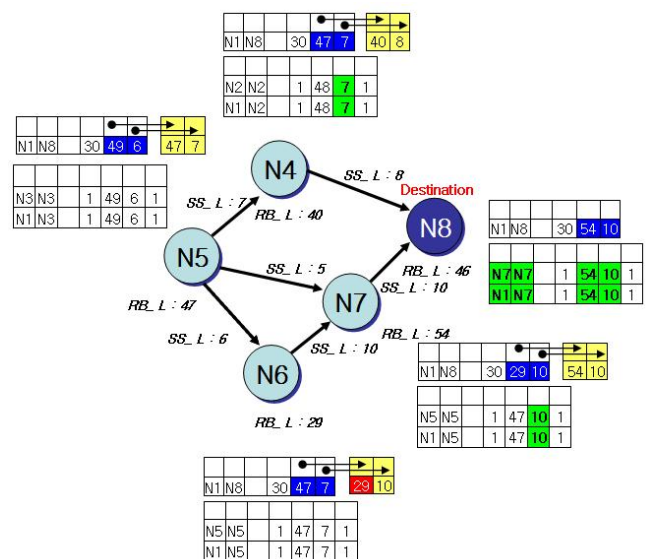 N1 N8 30 47 7 40 8
N2 N2 1 48 7 1
N1 N2 1 48 7 1
N1 N8 30 49 6 47 7
N3 N3 1 49 6 1
N1 N3 1 49 6 1
N4
SS_L : 8
Destination
SS_L : 7
RB_L : 40
N8
N1 N8 30 54 10
N5
SS_L : 5
RB_L : 46
N7 N7 1 54 10 1
N1 N7 1 54 10 1
SS_L : 10
N7
RB_L : 47
SS_L : 6
RB_L : 54
SS_L : 10
N6
N1 N8 30 29 10 54 10
N5 N5 1 47 10 1
N1 N5 1 47 10 1
RB_L : 29
N1 N8 30 47 7 29 10
N5 N5 1 47 7 1
N1 N5 1 47 7 1